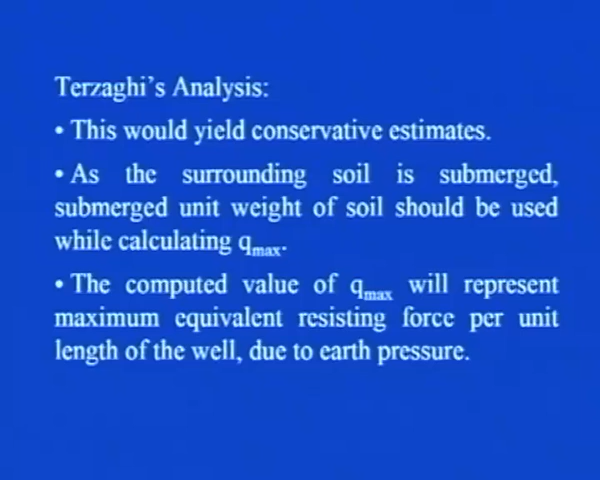 Terzaghi's Analysis:
• This would yield conservative estimates.
• As the surrounding soil is submerged,
submerged unit weight of soil should be used
while calculating qmax.
• The computed value of qmax will represent
maximum equivalent resisting force per unit
length of the well, due to earth pressure.